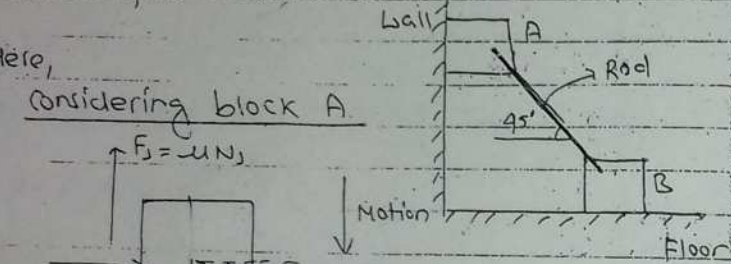 Wall
A
Here,
Rod
considering block A
45°
F₁ = μN₁
B
Motion
Floor